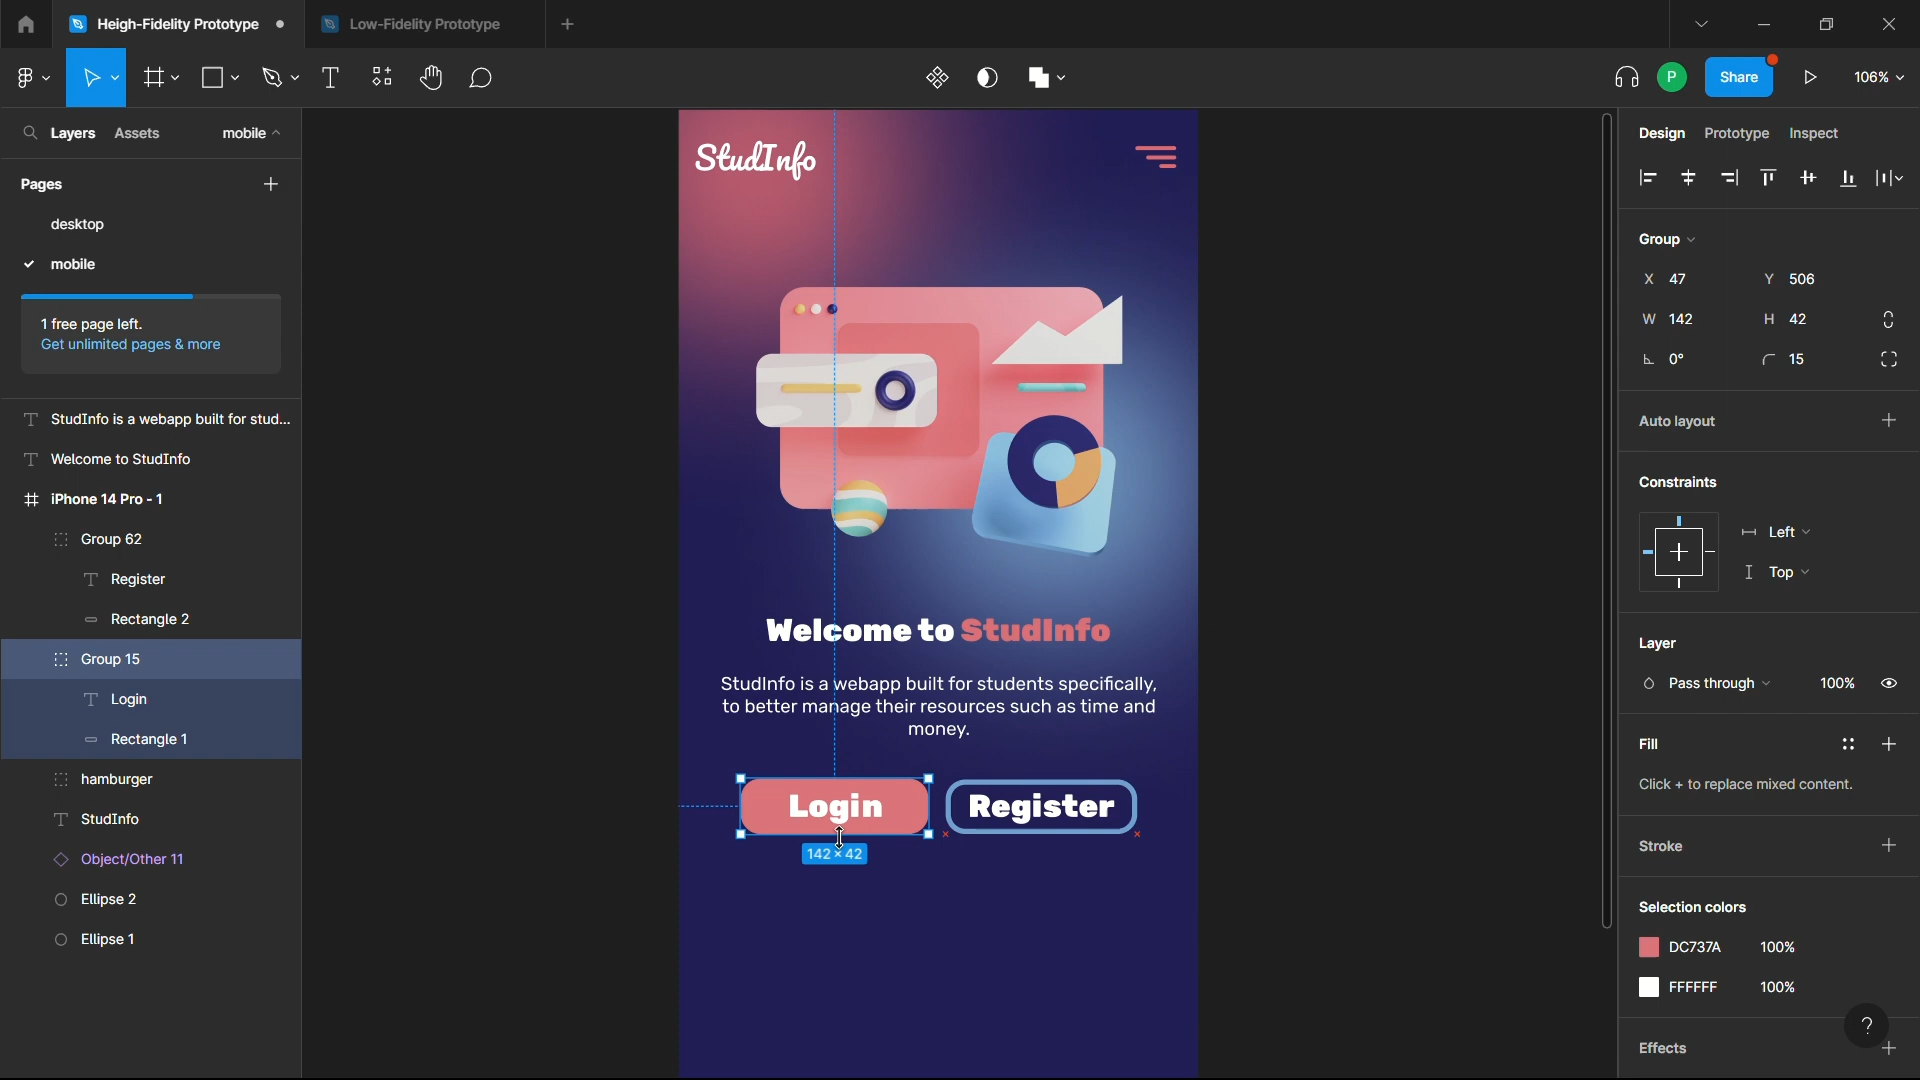 Heigh-Fidelity Prototype
Low-Fidelity Prototype
P
Share
106%
Layers
Assets
mobile
Pages
desktop
mobile
1 free page left.
Get unlimited pages & more
StudInfo is a webapp built for stud...
Welcome to StudInfo
iPhone 14 Pro - 1
Group 62
Register
Rectangle 2
Group 15
Login
Rectangle 1
hamburger
StudInfo
Object/Other 11
Ellipse 2
Ellipse 1
StudInfo
Welcome to StudInfo
StudInfo is a webapp built for students specifically,
to better manage their resources such as time and
money.
Login
Register
142 × 42
Design
Prototype
Inspect
Group
X 47
Y 506
W 142
H 42
0°
15
Auto layout
Constraints
Left
Top
Layer
Pass through
100%
Fill
Click + to replace mixed content.
Stroke
Selection colors
DC737A 100%
FFFFFF 100%
Effects
?